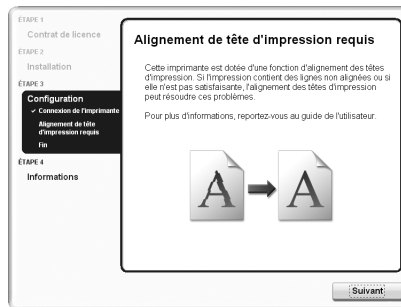 ÉTAPE 1
Contrat de licence
ÉTAPE 2
Installation
ÉTAPE 3
Configuration
✓ Connexion de l'imprimante
Alignement de tête
d'impression requis
Fin
ÉTAPE 4
Informations
Alignement de tête d'impression requis
Cette imprimante est dotée d'une fonction d'alignement des têtes
d'impression. Si l'impression contient des lignes non alignées ou si
elle n'est pas satisfaisante, l'alignement des têtes d'impression
peut résoudre ces problèmes.
Pour plus d'informations, reportez-vous au guide de l'utilisateur.
A
A
Suivant